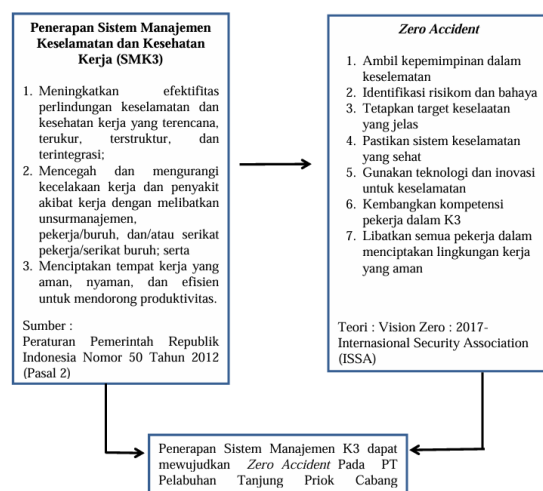 Penerapan Sistem Manajemen
Keselamatan dan Kesehatan
Kerja (SMK3)
1. Meningkatkan efektifitas
perlindungan keselamatan dan
kesehatan kerja yang terencana,
terukur, terstruktur, dan
terintegrasi;
2. Mencegah dan mengurangi
kecelakaan kerja dan penyakit
akibat kerja dengan melibatkan
unsurmanajemen,
pekerja/buruh, dan/atau serikat
pekerja/serikat buruh; serta
3. Menciptakan tempat kerja yang
aman, nyaman, dan efisien
untuk mendorong produktivitas.
Sumber :
Peraturan Pemerintah Republik
Indonesia Nomor 50 Tahun 2012
(Pasal 2)
Zero Accident
1. Ambil kepemimpinan dalam
keselematan
2. Identifikasi risikom dan bahaya
3. Tetapkan target keselaatan
yang jelas
4. Pastikan sistem keselamatan
yang sehat
5. Gunakan teknologi dan inovasi
untuk keselamatan
6. Kembangkan kompetensi
pekerja dalam K3
7. Libatkan semua pekerja dalam
menciptakan lingkungan kerja
yang aman
Teori : Vision Zero : 2017-
Internasional Security Association
(ISSA)
Penerapan Sistem Manajemen K3 dapat
mewujudkan Zero Accident Pada PT
Pelabuhan Tanjung Priok Cabang